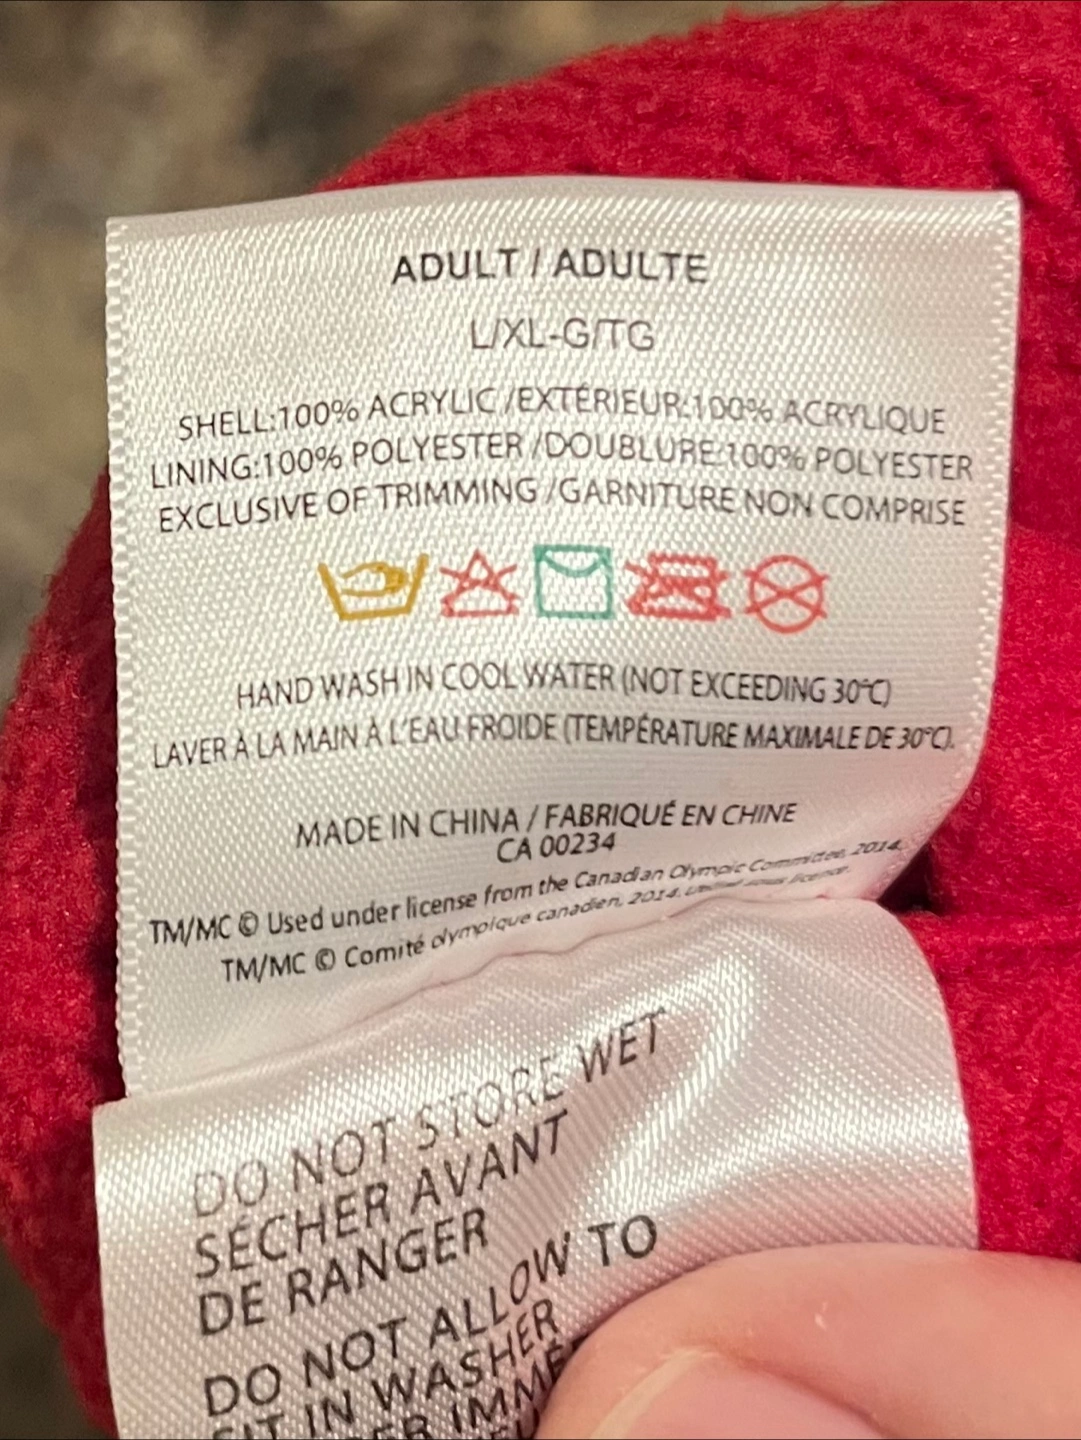 ADULT / ADULTE
L/XL-G/TG
SHELL:100% ACRYLIC /EXTÉRIEUR:100% ACRYLIQUE
LINING:100% POLYESTER /DOUBLURE:100% POLYESTER
EXCLUSIVE OF TRIMMING /GARNITURE NON COMPRISE
HAND WASH IN COOL WATER (NOT EXCEEDING 30°C)
LAVER À LA MAIN À L'EAU FROIDE (TEMPÉRATURE MAXIMALE DE 30°C).
MADE IN CHINA / FABRIQUÉ EN CHINE
CA 00234
TM/MC © Used under license from the Canadian Olympic Committee, 2014.
TM/MC © Comité olympique canadien, 2014. Utilisé sous licence.
DO NOT STORE WET
SÉCHER AVANT
DE RANGER
DO NOT ALLOW TO
SIT IN WASHER